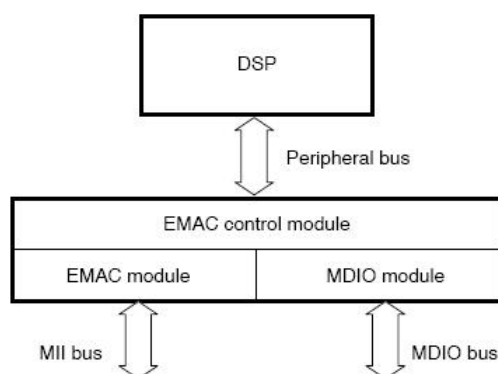 DSP
Peripheral bus
EMAC control module
EMAC module
MDIO module
MII bus
MDIO bus